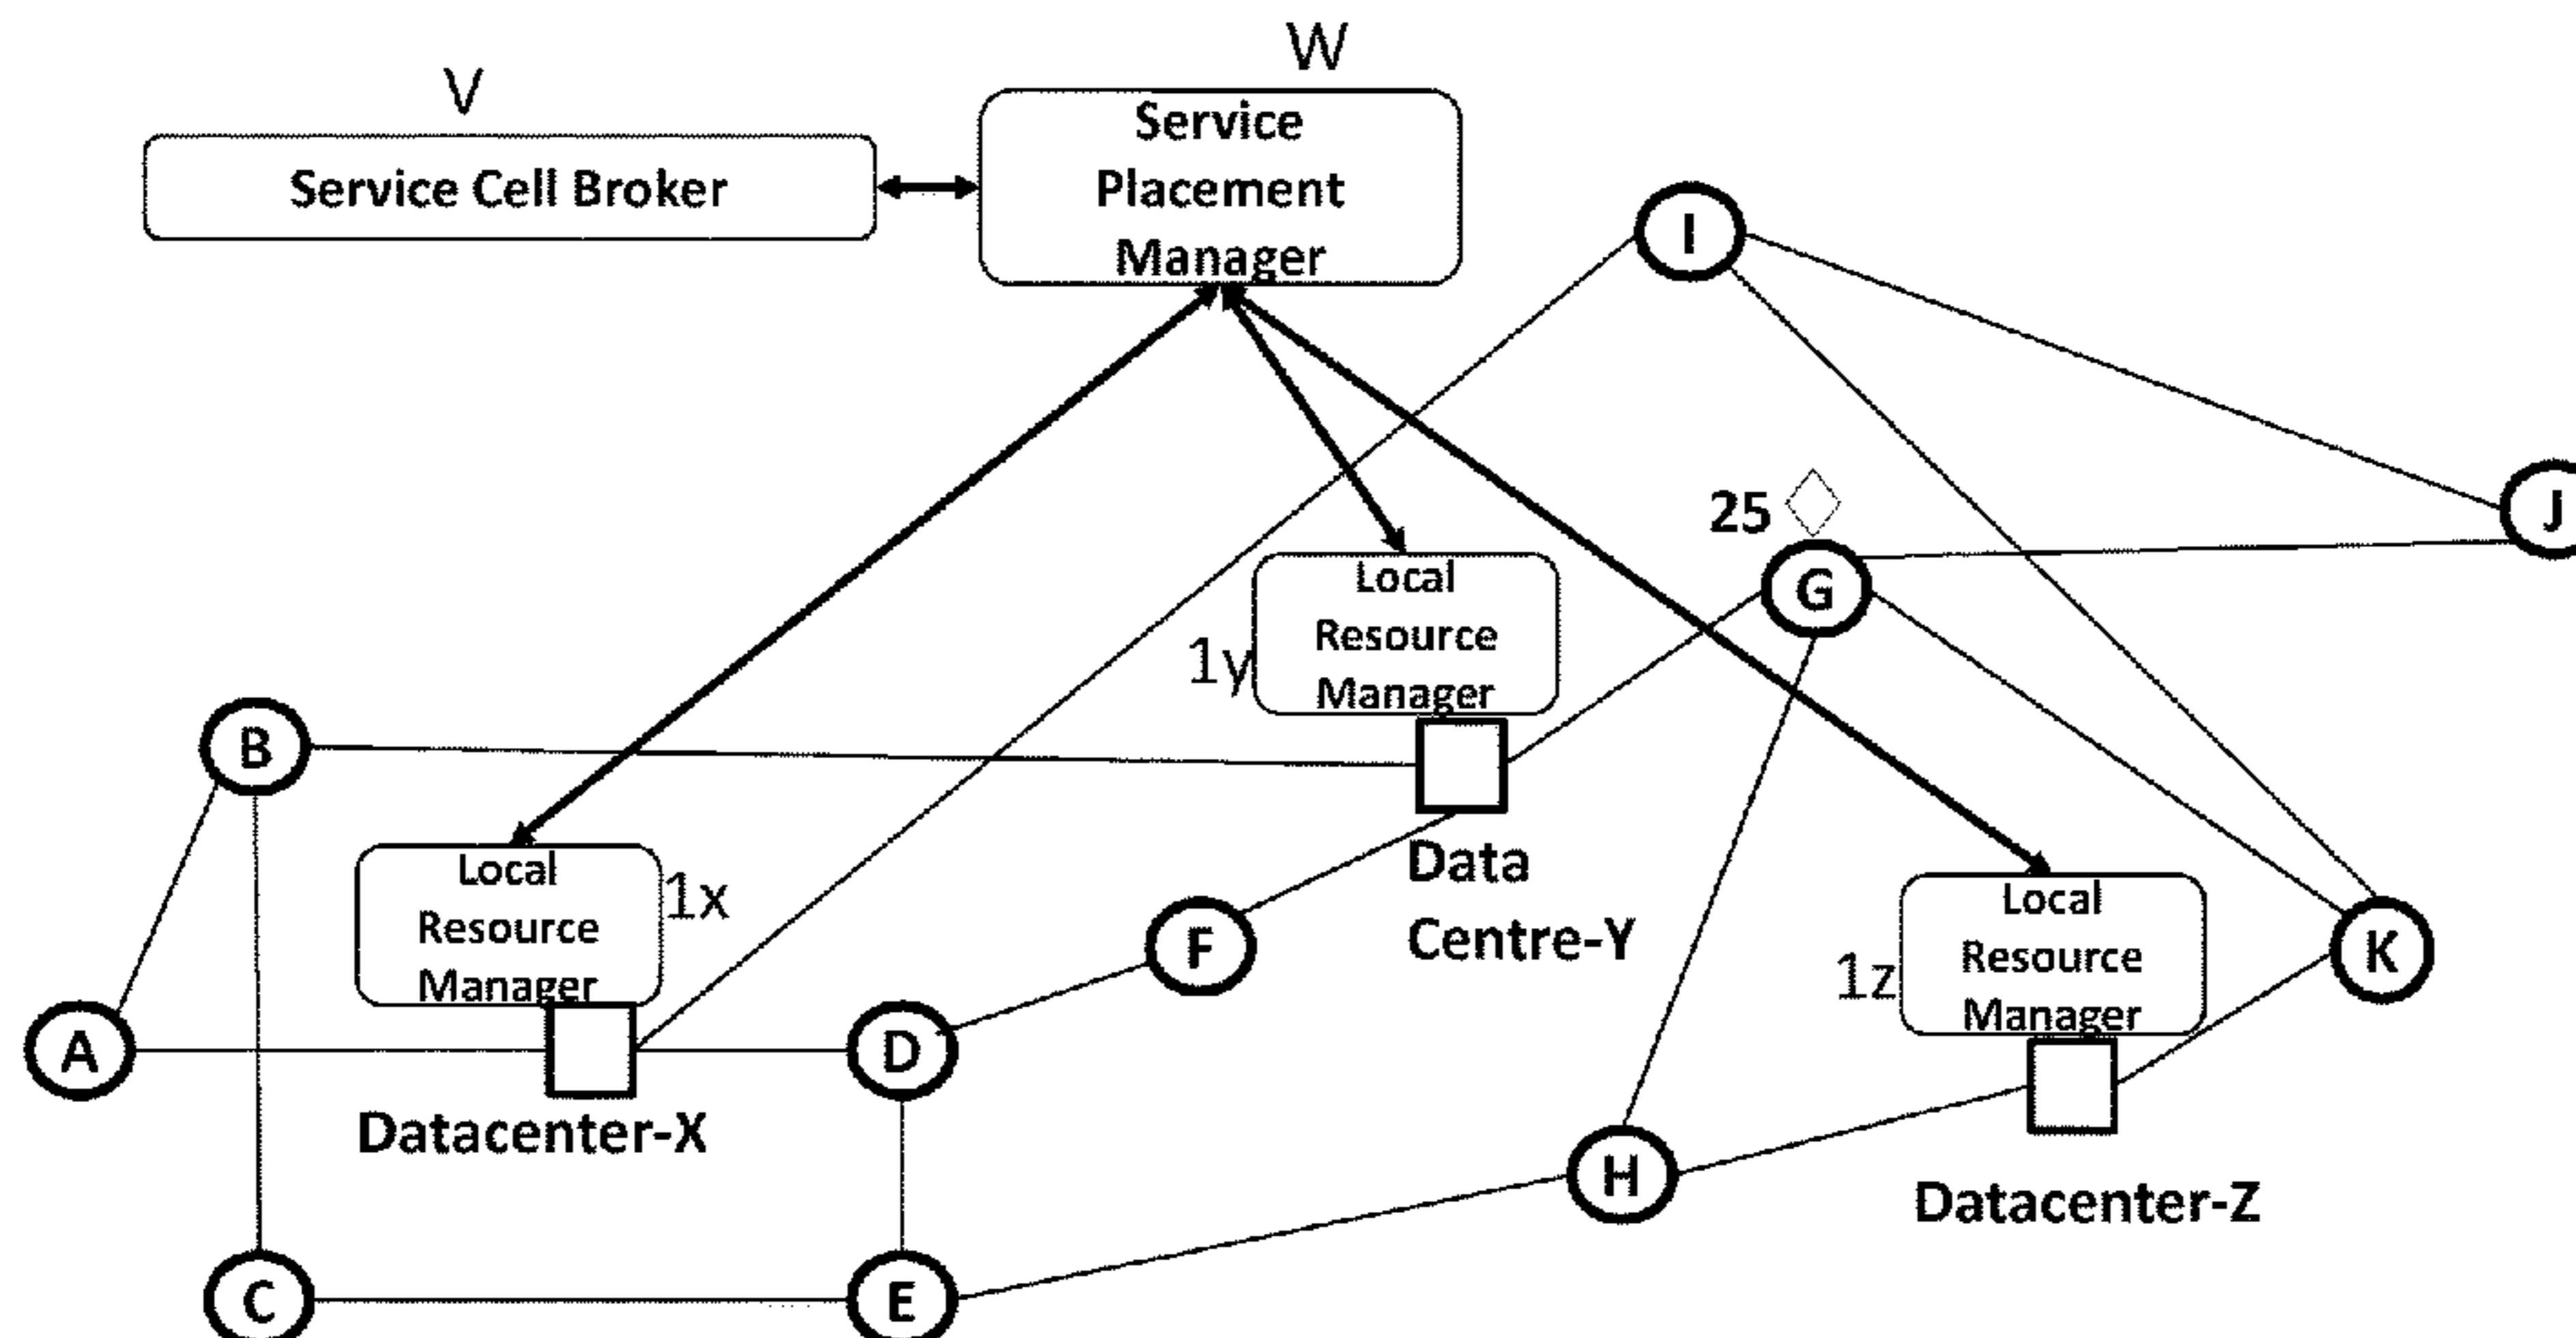 W
V
Service
Placement
Manager
Service Cell Broker
I
25
J
G
Local
Resource
Manager
1y
B
Data
Centre-Y
Local
Resource
Manager
1x
F
Local
Resource
Manager
1z
K
A
D
Datacenter-X
H
Datacenter-Z
C
E